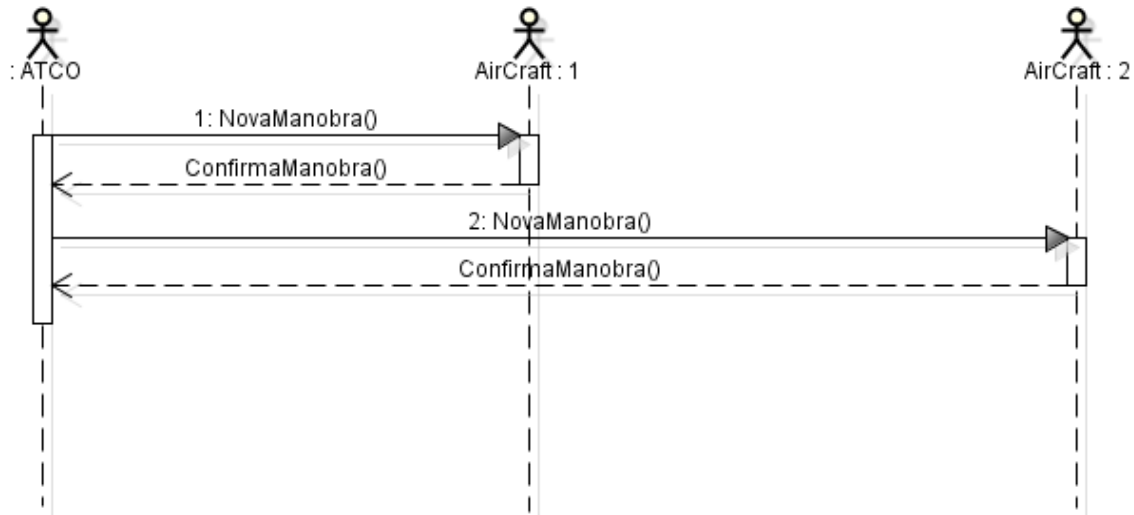 : ATCO
AirCraft : 1
AirCraft : 2
1: NovaManobra()
ConfirmaManobra()
2: NovaManobra()
ConfirmaManobra()